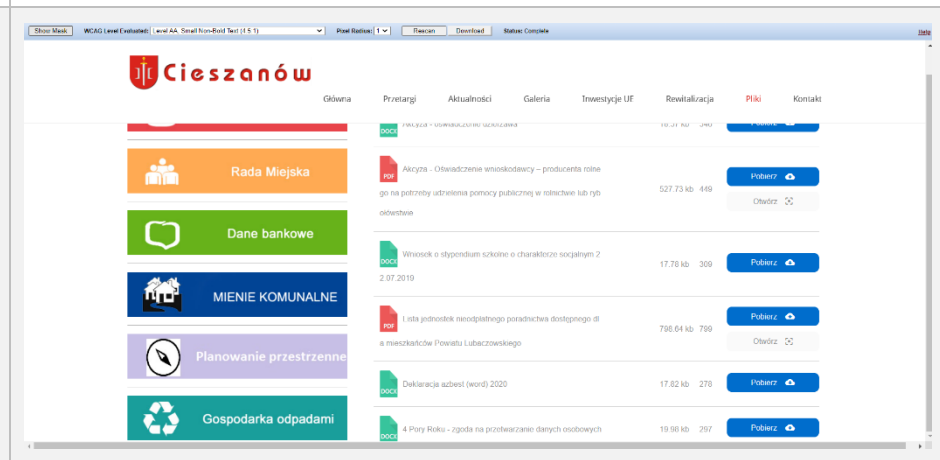 Show Mask WCAG Level Evaluated: Level AA, Small Non-Bold Text (4.5:1) Pixel Radius: 1 Rescan Download Status: Complete Help
Cieszanów
Główna Przetargi Aktualności Galeria Inwestycje UE Rewitalizacja Pliki Kontakt
DOCX Akcyza - oświadczenie dzierżawa 340 Pobierz
Rada Miejska
PDF Akcyza - Oświadczenie wnioskodawcy – producenta rolne
go na potrzeby udzielenia pomocy publicznej w rolnictwie lub ryb
ołówstwie
527.73 kb 449 Pobierz
Otwórz
Dane bankowe
DOCX Wniosek o stypendium szkolne o charakterze socjalnym 2
2.07.2019
17.78 kb 309 Pobierz
MIENIE KOMUNALNE
PDF Lista jednostek nieodpłatnego poradnictwa dostępnego dl
a mieszkańców Powiatu Lubaczowskiego
798.64 kb 799 Pobierz
Otwórz
Planowanie przestrzenne
DOCX Deklaracja azbest (word) 2020 17.82 kb 278 Pobierz
Gospodarka odpadami
DOCX 4 Pory Roku - zgoda na przetwarzanie danych osobowych 19.98 kb 297 Pobierz